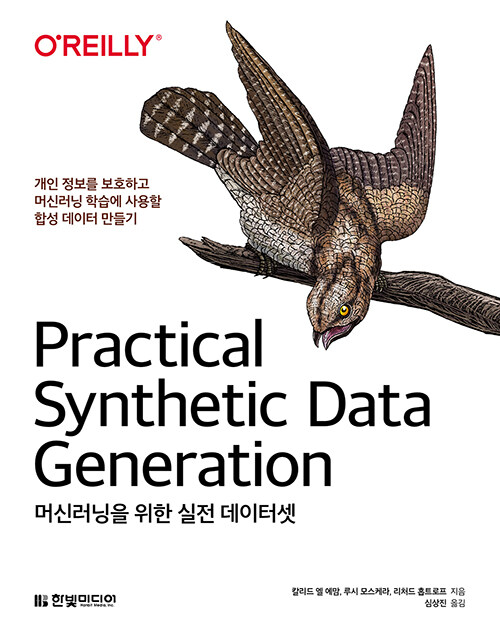 O'REILLY®
개인 정보를 보호하고
머신러닝 학습에 사용할
합성 데이터 만들기
Practical
Synthetic Data
Generation
머신러닝을 위한 실전 데이터셋
칼리드 엘 에맘, 루시 모스케라, 리처드 홉트로프 지음
심상진 옮김
한빛미디어
Hanbit Media, Inc.